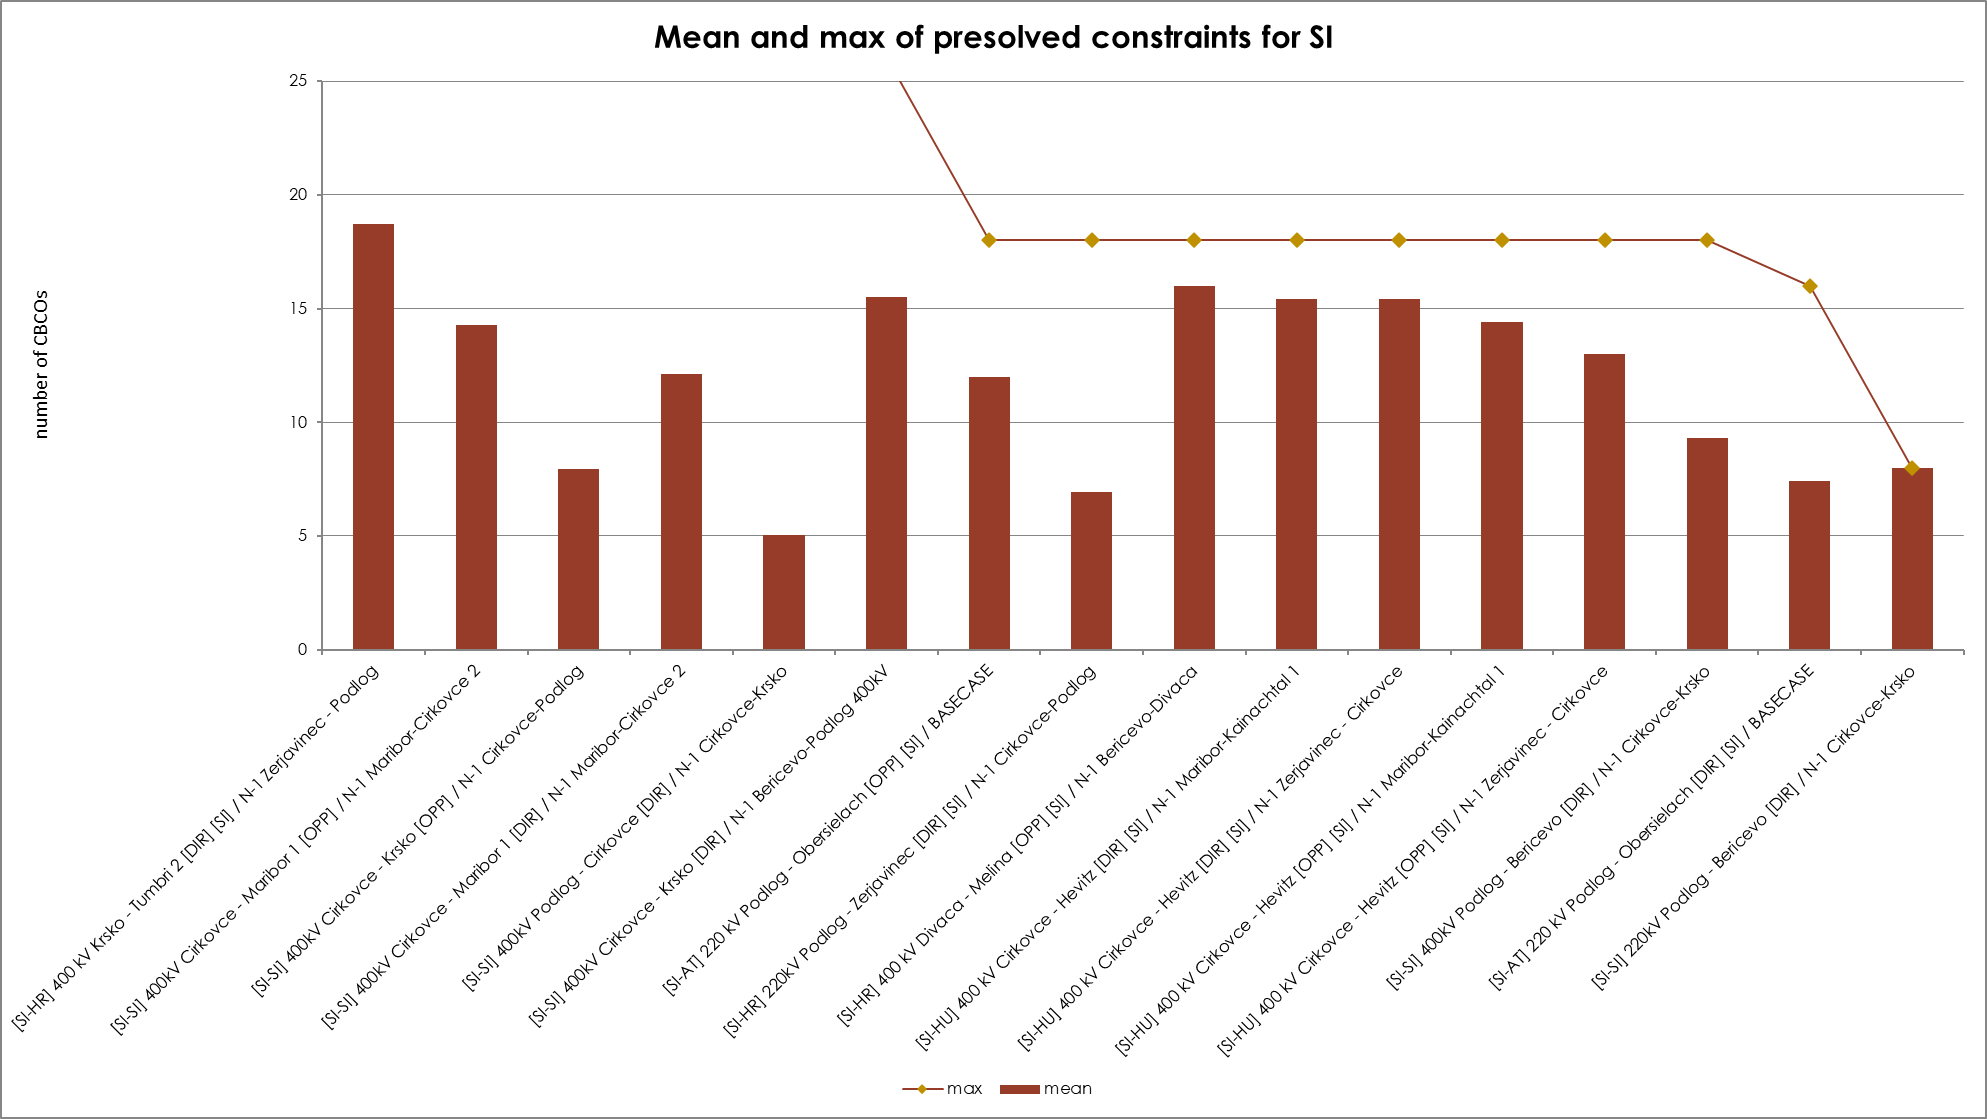 Mean and max of presolved constraints for SI
number of CBCOs
25
20
15
10
5
0
[SI-HR] 400 kV Krsko - Tumbri 2 [DIR] [SI] / N-1 Zerjavinec - Podlog
[SI-SI] 400kV Cirkovce - Maribor 1 [OPP] / N-1 Maribor-Cirkovce 2
[SI-SI] 400kV Cirkovce - Krsko [OPP] / N-1 Cirkovce-Podlog
[SI-SI] 400kV Cirkovce - Maribor 1 [DIR] / N-1 Maribor-Cirkovce 2
[SI-SI] 400kV Podlog - Cirkovce [DIR] / N-1 Cirkovce-Krsko
[SI-SI] 400kV Cirkovce - Krsko [DIR] / N-1 Bericevo-Podlog 400kV
[SI-AT] 220 kV Podlog - Obersielach [OPP] [SI] / BASECASE
[SI-HR] 220kV Podlog - Zerjavinec [DIR] [SI] / N-1 Cirkovce-Podlog
[SI-HR] 400 kV Divaca - Melina [OPP] [SI] / N-1 Bericevo-Divaca
[SI-HU] 400 kV Cirkovce - Hevitz [DIR] [SI] / N-1 Maribor-Kainachtal 1
[SI-HU] 400 kV Cirkovce - Hevitz [DIR] [SI] / N-1 Zerjavinec - Cirkovce
[SI-HU] 400 kV Cirkovce - Hevitz [OPP] [SI] / N-1 Maribor-Kainachtal 1
[SI-HU] 400 kV Cirkovce - Hevitz [OPP] [SI] / N-1 Zerjavinec - Cirkovce
[SI-SI] 400kV Podlog - Bericevo [DIR] / N-1 Cirkovce-Krsko
[SI-AT] 220 kV Podlog - Obersielach [DIR] [SI] / BASECASE
[SI-SI] 220kV Podlog - Bericevo [DIR] / N-1 Cirkovce-Krsko
max
mean